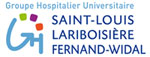 Groupe Hospitalier Universitaire
SAINT-LOUIS
LARIBOISIÈRE
FERNAND-WIDAL